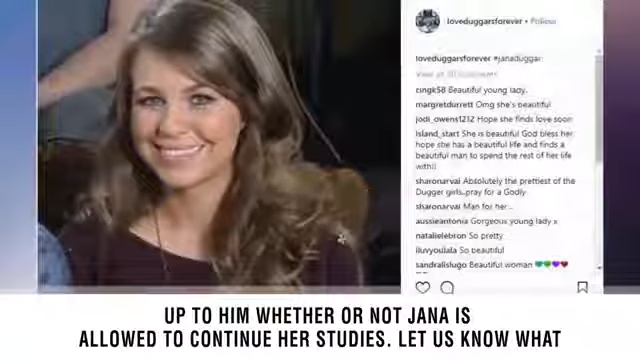 loveduggarsforever • Follow
loveduggarsforever #janaduggar
cingk58 Beautiful young lady.
margretdurrett Omg she's beautiful
jodi_owens1212 Hope she finds love soon
island_start She is beautiful God bless her
hope she has a beautiful life and finds a
beautiful man to spend the rest of her life
with!!
sharonarvai Absolutely the prettiest of the
Dugger girls..pray for a Godly
sharonarvai Man for her..
aussieantonia Gorgeous young lady x
natalielebron So pretty
iluvyoulala So beautiful
sandralislugo Beautiful woman 💚💚💜❤
UP TO HIM WHETHER OR NOT JANA IS
ALLOWED TO CONTINUE HER STUDIES. LET US KNOW WHAT